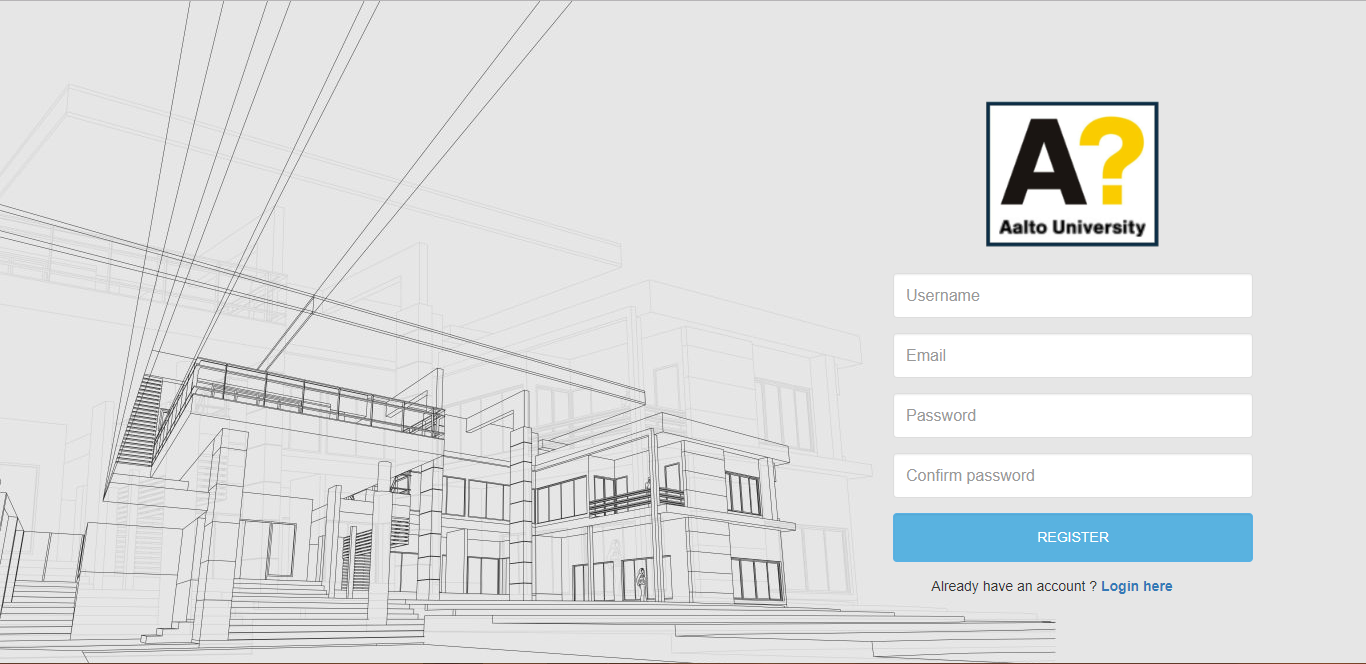 A?
Aalto University
Username
Email
Password
Confirm password
REGISTER
Already have an account ? Login here